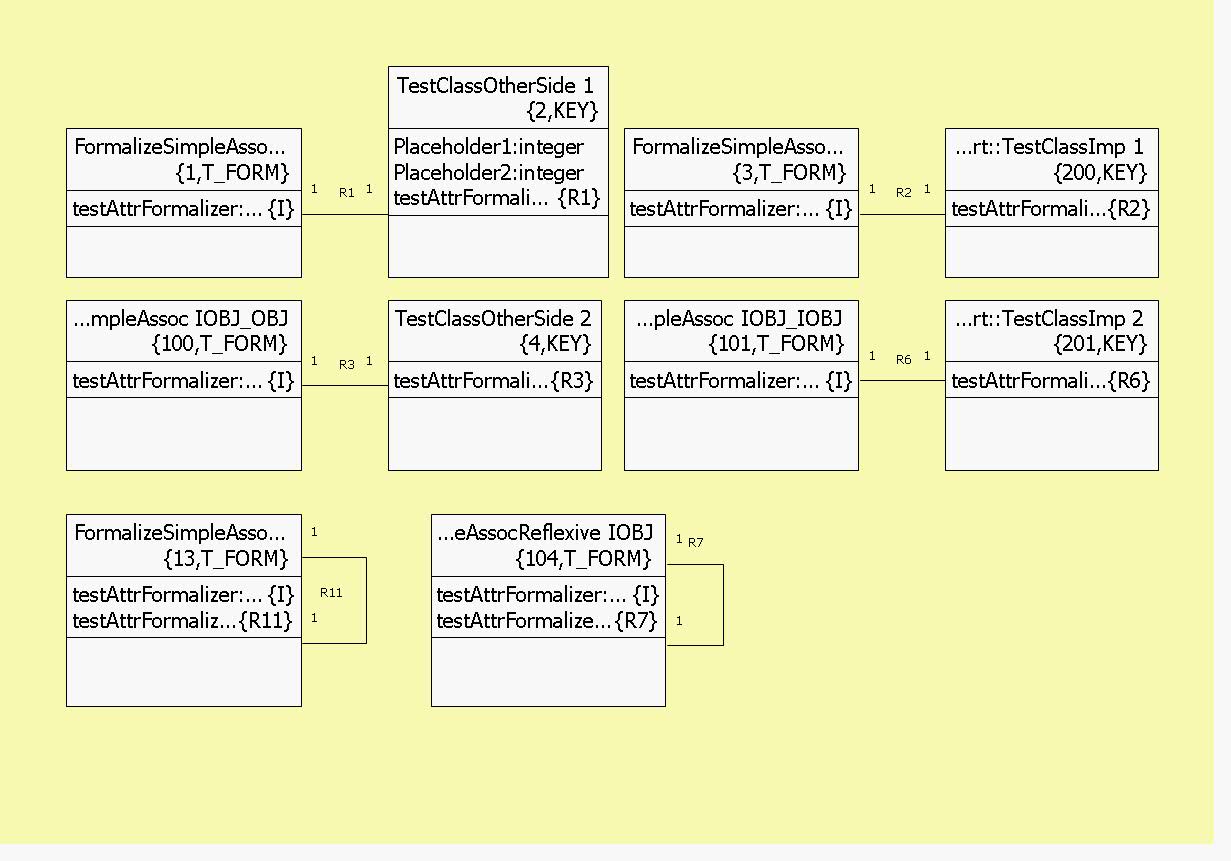 TestClassOtherSide 1
{2,KEY}
Placeholder1:integer
Placeholder2:integer
testAttrFormali... {R1}
FormalizeSimpleAsso...
{1,T_FORM}
testAttrFormalizer:... {I}
1 R1 1
FormalizeSimpleAsso...
{3,T_FORM}
testAttrFormalizer:... {I}
1 R2 1
...rt::TestClassImp 1
{200,KEY}
testAttrFormali...{R2}
...mpleAssoc IOBJ_OBJ
{100,T_FORM}
testAttrFormalizer:... {I}
1 R3 1
TestClassOtherSide 2
{4,KEY}
testAttrFormali...{R3}
...pleAssoc IOBJ_IOBJ
{101,T_FORM}
testAttrFormalizer:... {I}
1 R6 1
...rt::TestClassImp 2
{201,KEY}
testAttrFormali...{R6}
FormalizeSimpleAsso...
{13,T_FORM}
testAttrFormalizer:... {I}
testAttrFormaliz...{R11}
1
R11
1
...eAssocReflexive IOBJ
{104,T_FORM}
testAttrFormalizer:... {I}
testAttrFormalize...{R7}
1 R7
1